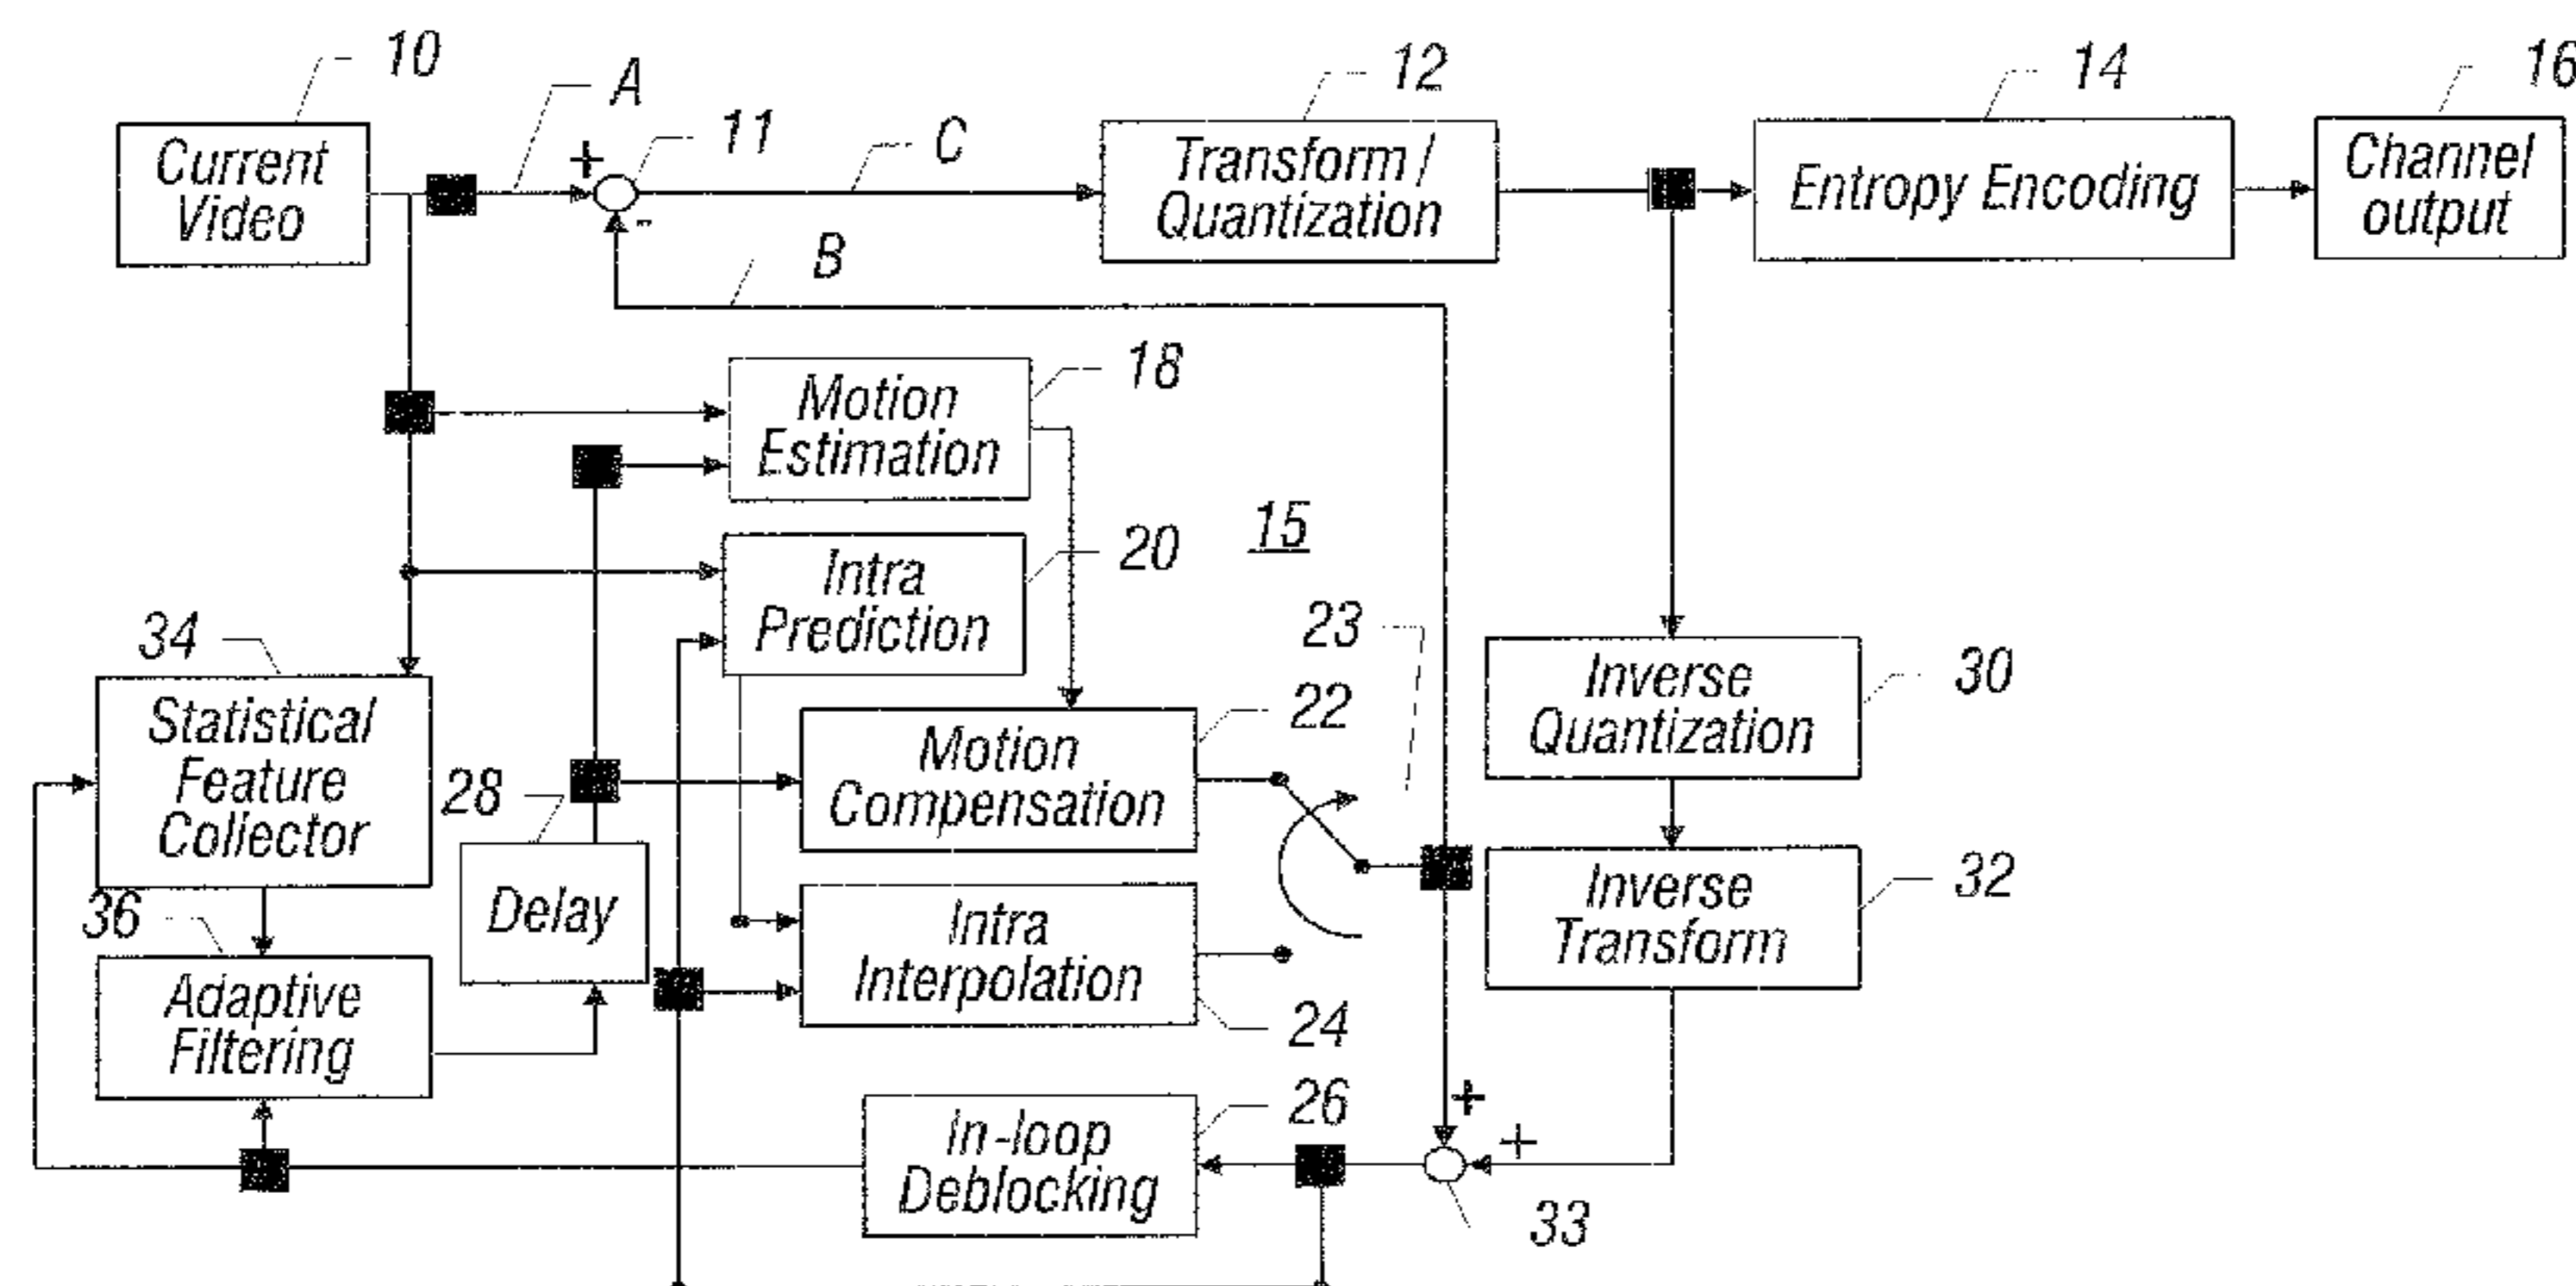 10
A
11
C
12
14
16
Current
Video
+
-
Transform /
Quantization
Entropy Encoding
Channel
output
B
18
Motion
Estimation
15
20
Intra
Prediction
23
34
Statistical
Feature
Collector
28
22
Motion
Compensation
Inverse
Quantization
30
Delay
36
Adaptive
Filtering
Intra
Interpolation
24
Inverse
Transform
32
26
In-loop
Deblocking
+
+
33